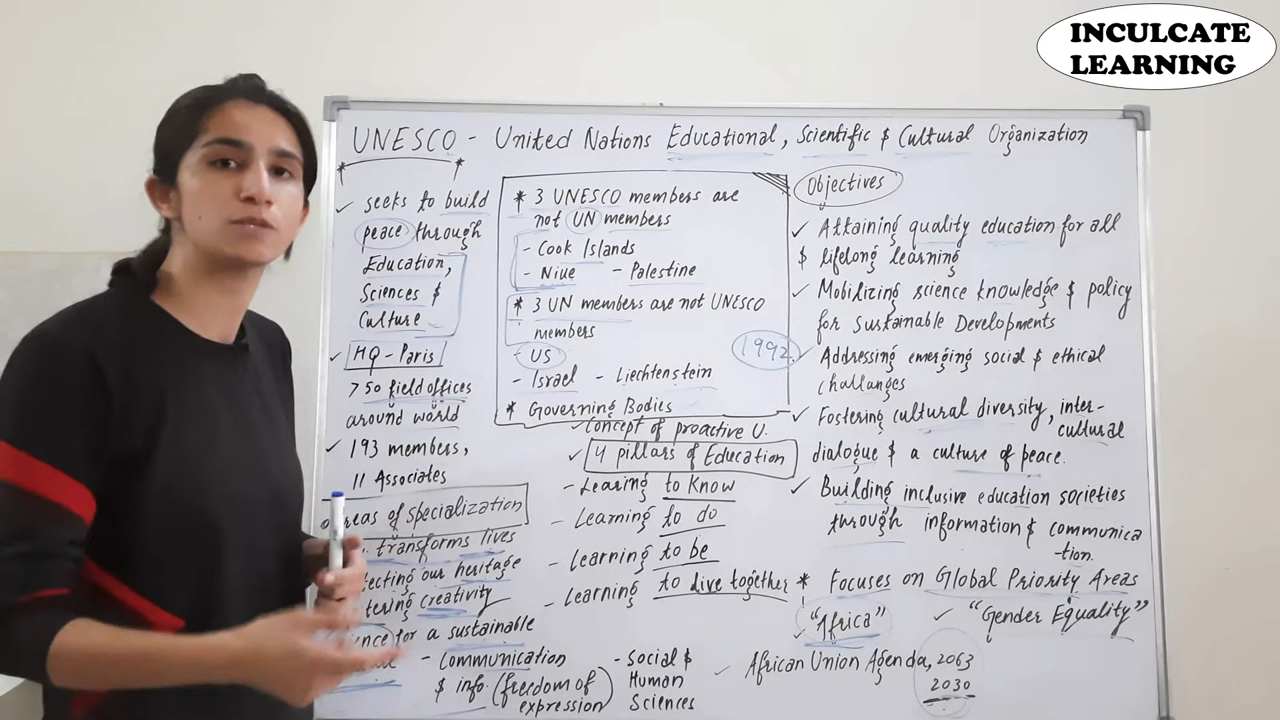 INCULCATE
LEARNING
UNESCO - United Nations Educational, Scientific & Cultural Organization
✓ seeks to build
peace through
Education,
Sciences &
Culture
✓ HQ - Paris
> 50 field offices
around world
✓ 193 members,
11 Associates
Areas of specialization
transforms lives
our heritage
creativity
for a sustainable
- Communication
& info. (freedom of
expression)
- Social &
Human
Sciences
* 3 UNESCO members are
not UN members
- Cook Islands
- Niue - Palestine
* 3 UN members are not UNESCO
members
- US
- Israel - Liechtenstein
* Governing Bodies
1992
✓ Concept of proactive U.
✓ 4 pillars of Education
- Learing to Know
- Learning to do
- Learning to be
- Learning to live together
Objectives
✓ Attaining quality education for all
& lifelong learning
✓ Mobilizing science knowledge & policy
for Sustainable Developments
✓ Addressing emerging social & ethical
challanges
✓ Fostering cultural diversity, inter-
cultural
dialogue & a culture of peace.
✓ Building inclusive education societies
through information & communica
-tion.
* Focuses on Global Priority Areas
✓ "Africa" ✓ "Gender Equality"
✓ African Union Agenda, 2063
2030